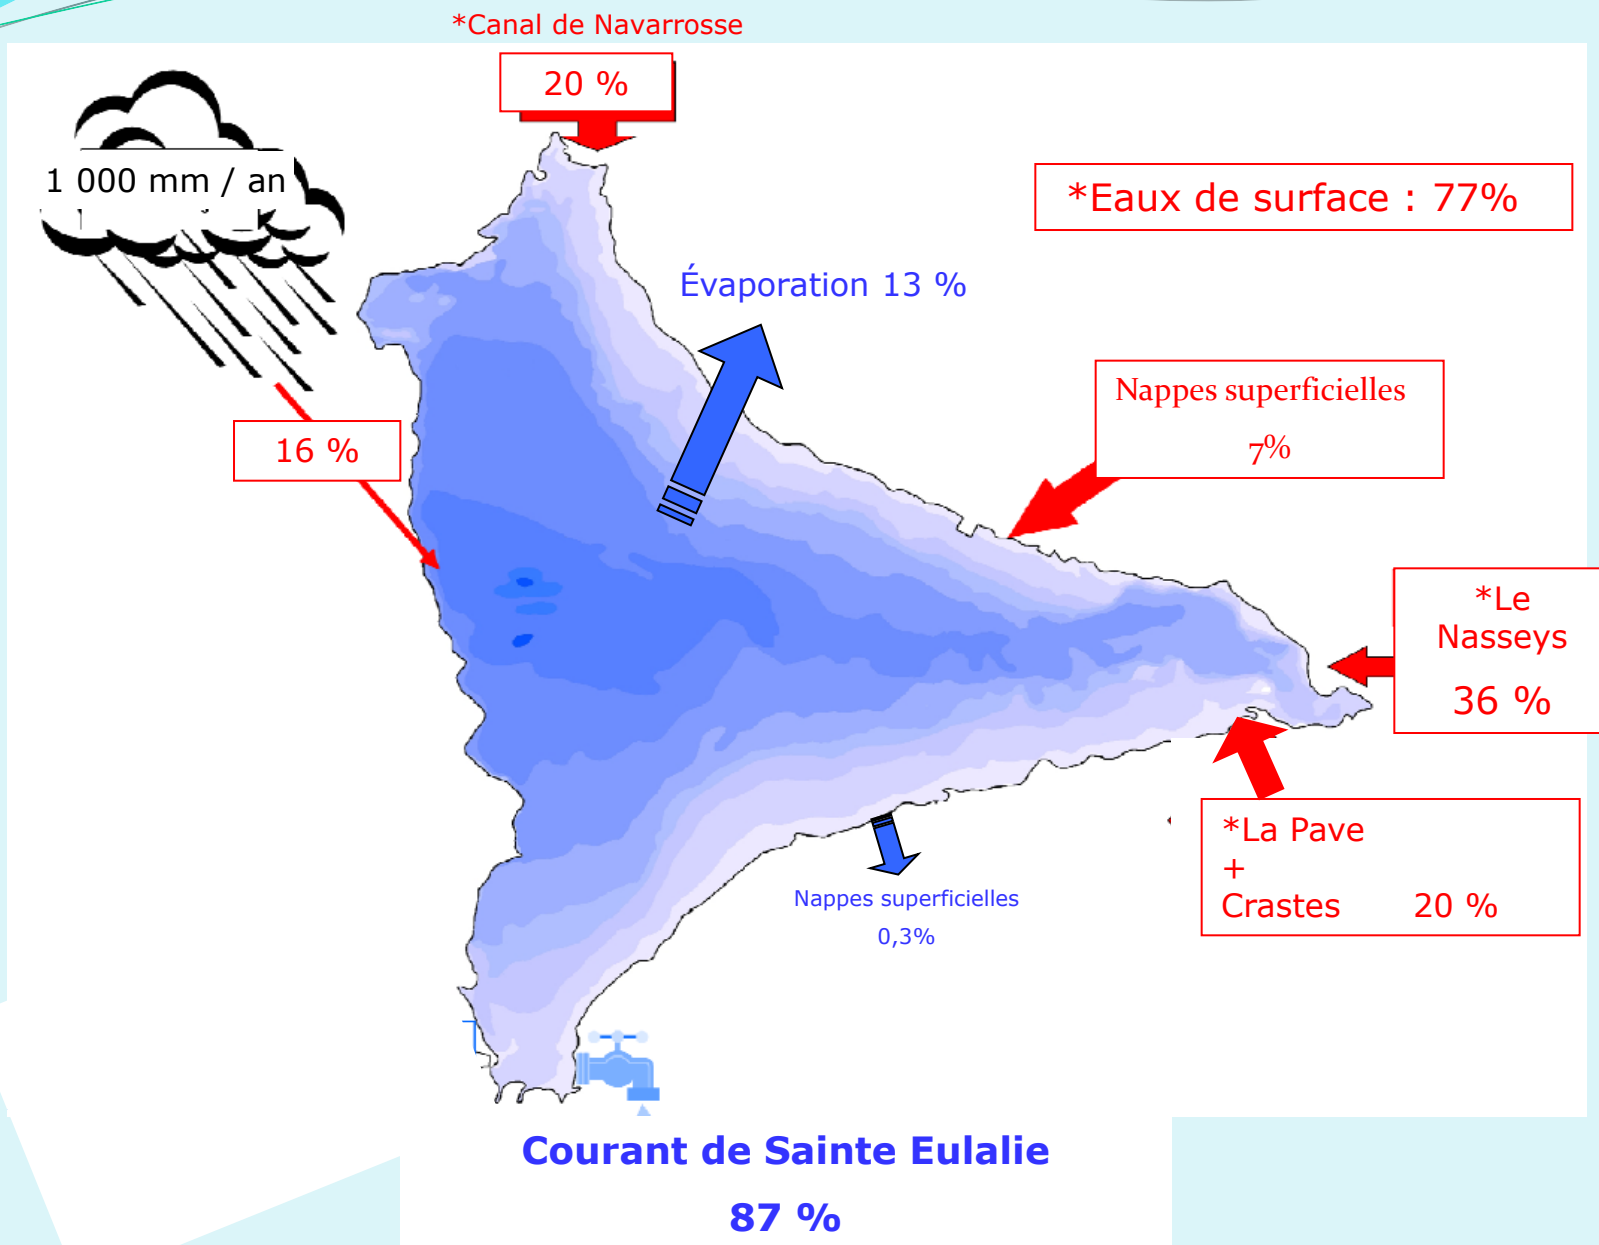 *Canal de Navarrosse
20 %
1 000 mm / an
*Eaux de surface : 77%
Évaporation 13 %
Nappes superficielles
7%
16 %
*Le
Nasseys
36 %
*La Pave
+
Crastes 20 %
Nappes superficielles
0,3%
Courant de Sainte Eulalie
87 %